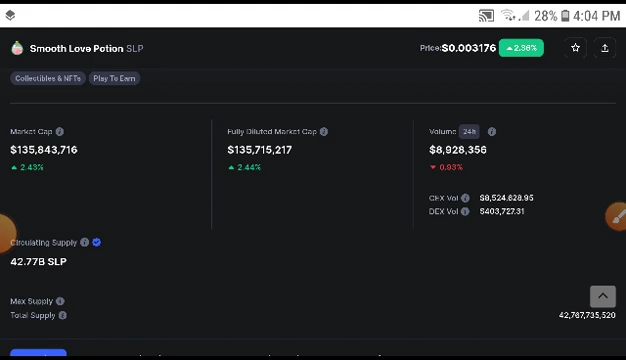 28% 4:04 PM
Smooth Love Potion SLP Price:$0.003176 2.36%
Collectibles & NFTs Play To Earn
Market Cap Fully Diluted Market Cap Volume 24h
$135,843,716 $135,715,217 $8,928,356
2.43% 2.44% 0.93%
CEX Vol $8,524,628.95
DEX Vol $403,727.31
Circulating Supply
42.77B SLP
Max Supply
Total Supply 42,767,735,520